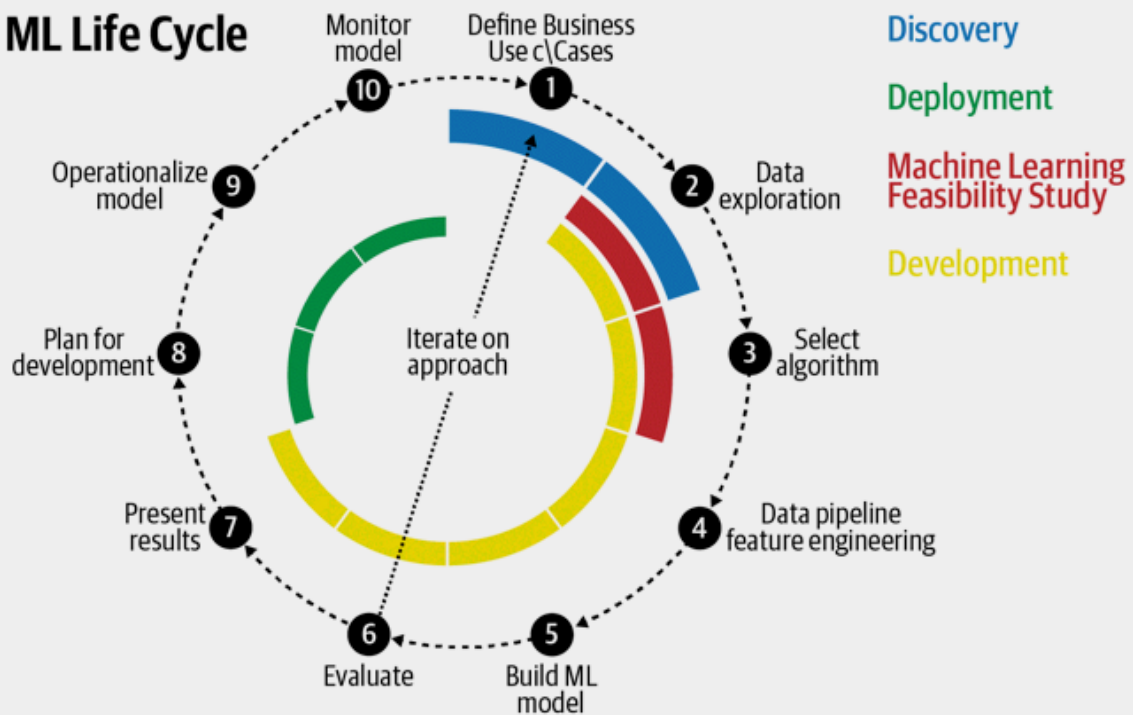 ML Life Cycle
Define Business
Use c\Cases
1
Data
exploration
2
Select
algorithm
3
Data pipeline
feature engineering
4
Build ML
model
5
Evaluate
6
Present
results
7
Plan for
development
8
Operationalize
model
9
Monitor
model
10
Iterate on
approach
Discovery
Deployment
Machine Learning
Feasibility Study
Development